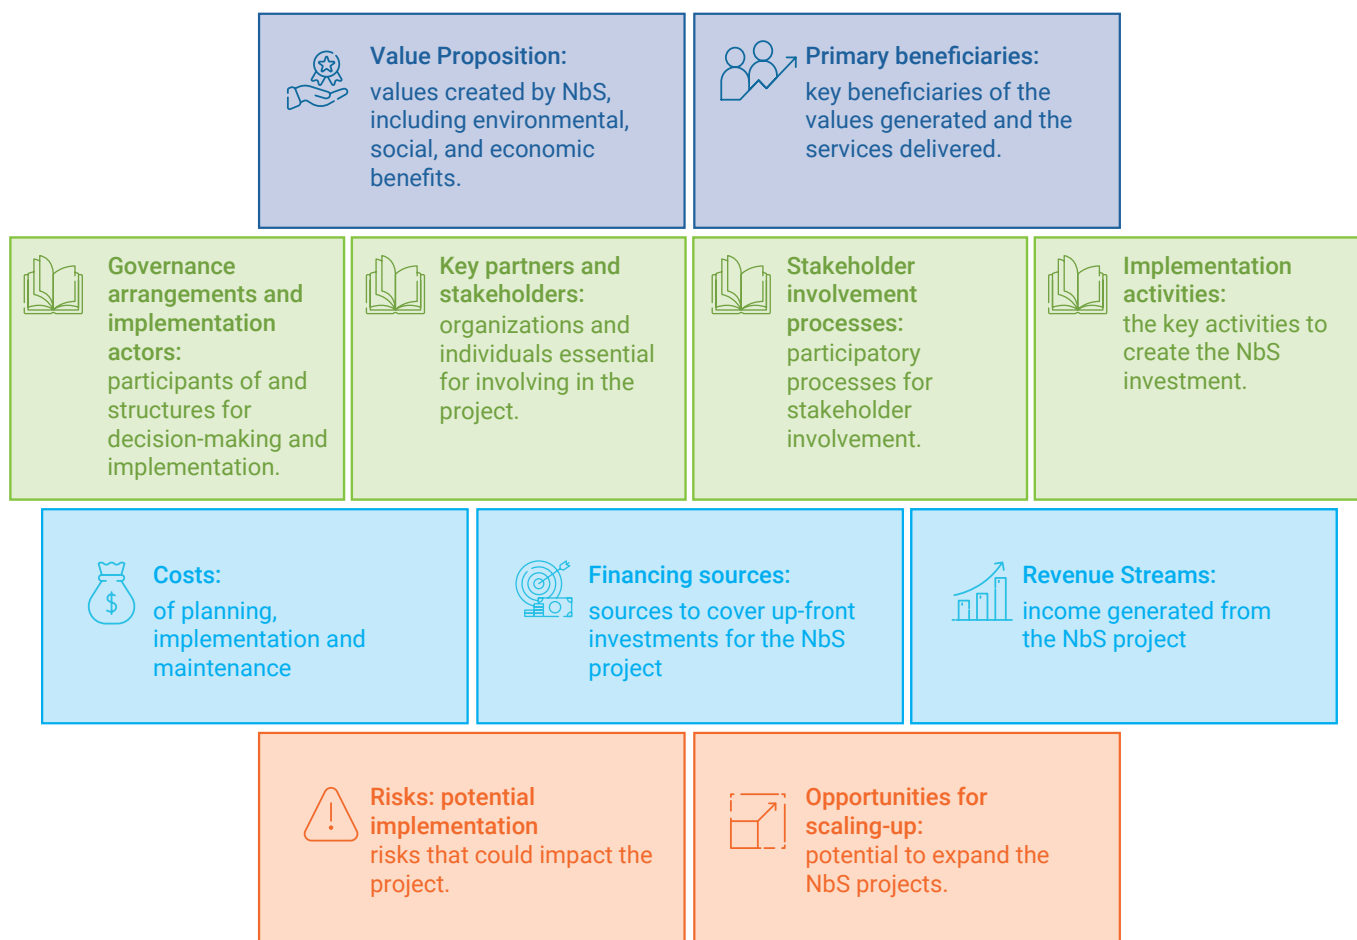 Value Proposition:
values created by NbS,
including environmental,
social, and economic
benefits.
Primary beneficiaries:
key beneficiaries of the
values generated and the
services delivered.
Governance
arrangements and
implementation
actors:
participants of and
structures for
decision-making and
implementation.
Key partners and
stakeholders:
organizations and
individuals essential
for involving in the
project.
Stakeholder
involvement
processes:
participatory
processes for
stakeholder
involvement.
Implementation
activities:
the key activities to
create the NbS
investment.
$
Costs:
of planning,
implementation and
maintenance
Financing sources:
sources to cover up-front
investments for the NbS
project
Revenue Streams:
income generated from
the NbS project
Risks: potential
implementation
risks that could impact the
project.
Opportunities for
scaling-up:
potential to expand the
NbS projects.